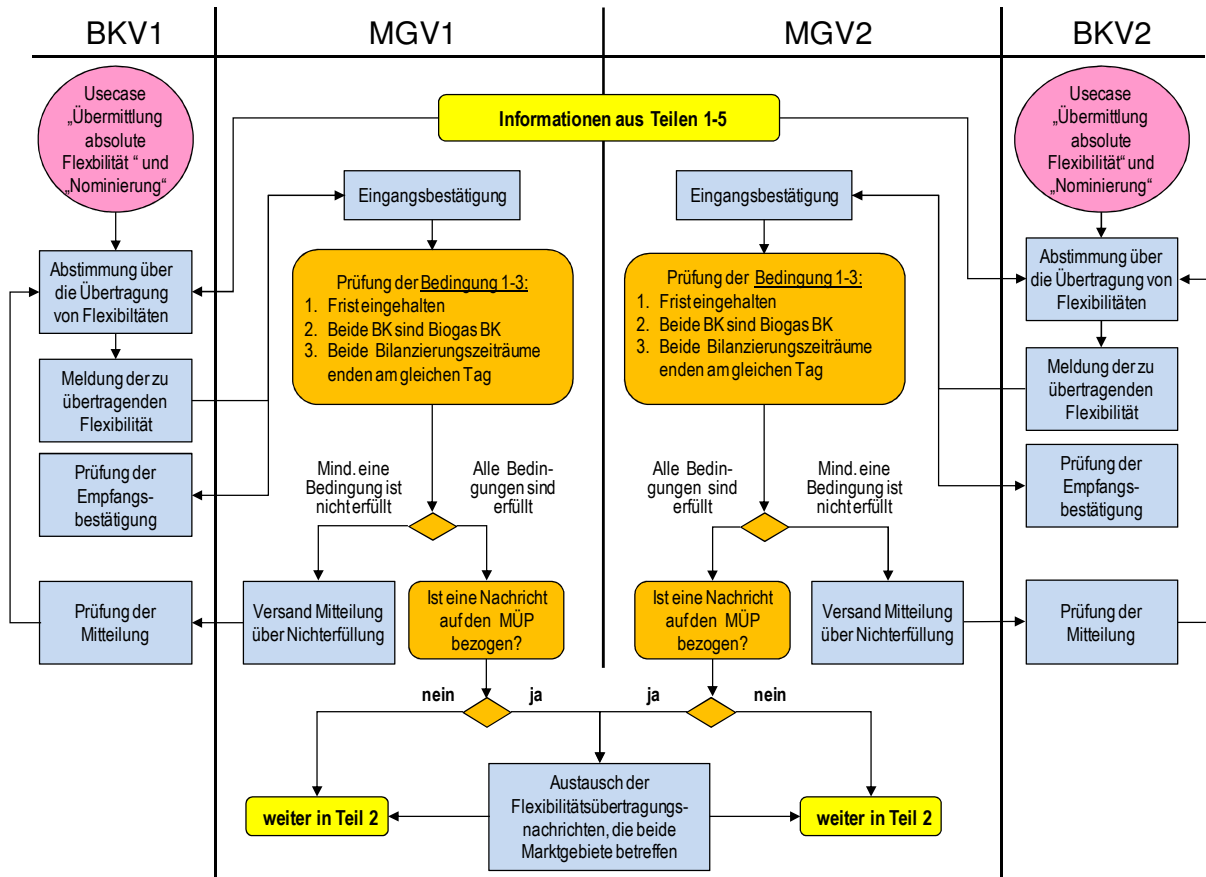 BKV1
MGV1
MGV2
BKV2
Usecase
„Übermittlung
absolute
Flexbilität “ und
„Nominierung“
Informationen aus Teilen 1-5
Usecase
„Übermittlung
absolute
Flexibilität“ und
„Nominierung“
Eingangsbestätigung
Eingangsbestätigung
Abstimmung über
die Übertragung
von Flexibiltäten
Prüfung der Bedingung 1-3:
1. Frist eingehalten
2. Beide BK sind Biogas BK
3. Beide Bilanzierungszeiträume
enden am gleichen Tag
Prüfung der Bedingung 1-3:
1. Frist eingehalten
2. Beide BK sind Biogas BK
3. Beide Bilanzierungszeiträume
enden am gleichen Tag
Abstimmung über
die Übertragung von
Flexibilitäten
Meldung der zu
übertragenden
Flexibilität
Meldung der zu
übertragenden
Flexibilität
Prüfung der
Empfangs-
bestätigung
Mind. eine
Bedingung ist
nicht erfüllt
Alle Bedin-
gungen sind
erfüllt
Alle Bedin-
gungen sind
erfüllt
Mind. eine
Bedingung ist
nicht erfüllt
Prüfung der
Empfangs-
bestätigung
Prüfung der
Mitteilung
Versand Mitteilung
über Nichterfüllung
Ist eine Nachricht
auf den MÜP
bezogen?
Ist eine Nachricht
auf den MÜP
bezogen?
Versand Mitteilung
über Nichterfüllung
Prüfung der
Mitteilung
nein
ja
ja
nein
weiter in Teil 2
Austausch der
Flexibilitätsübertragungs-
nachrichten, die beide
Marktgebiete betreffen
weiter in Teil 2